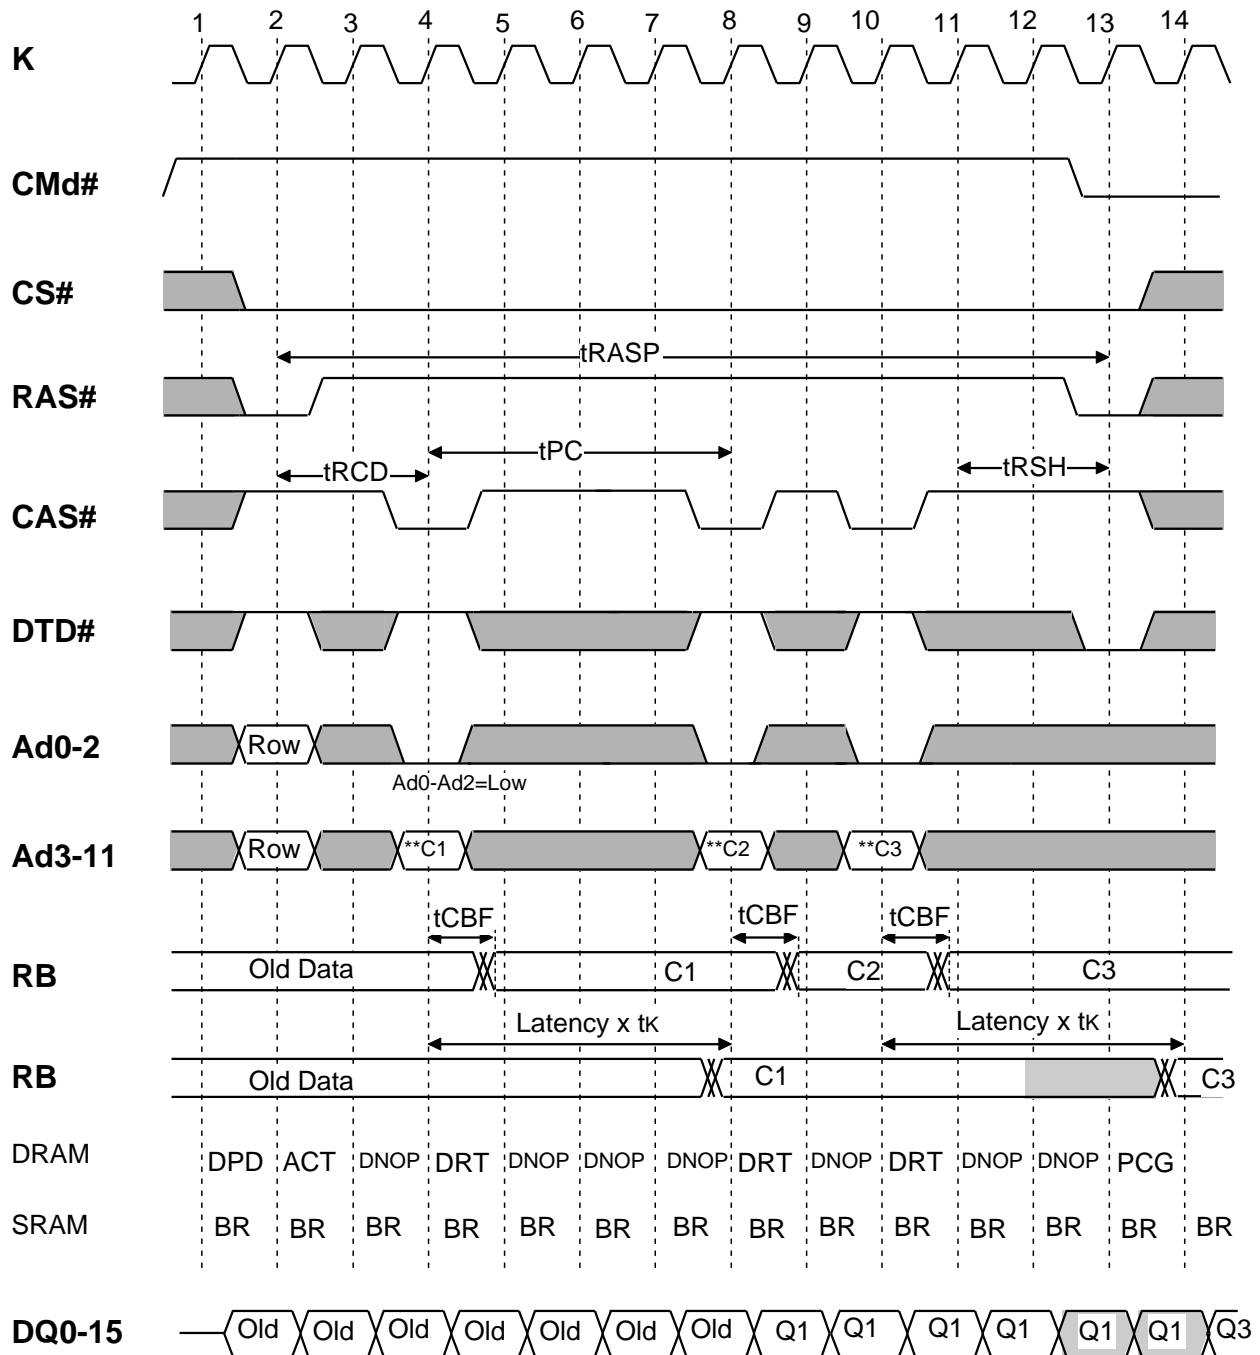 1 2 3 4 5 6 7 8 9 10 11 12 13 14
K
CMd#
CS#
tRASP
RAS#
tRCD tPC tRSH
CAS#
DTD#
Ad0-2 Row
Ad0-Ad2=Low
Ad3-11 Row **C1 **C2 **C3
tCBF tCBF tCBF
RB Old Data C1 C2 C3
Latency x tK Latency x tK
RB Old Data C1 C3
DRAM DPD ACT DNOP DRT DNOP DNOP DNOP DRT DNOP DRT DNOP DNOP PCG
SRAM BR BR BR BR BR BR BR BR BR BR BR BR BR BR
DQ0-15 Old Old Old Old Old Old Old Q1 Q1 Q1 Q1 Q1 Q1 Q3